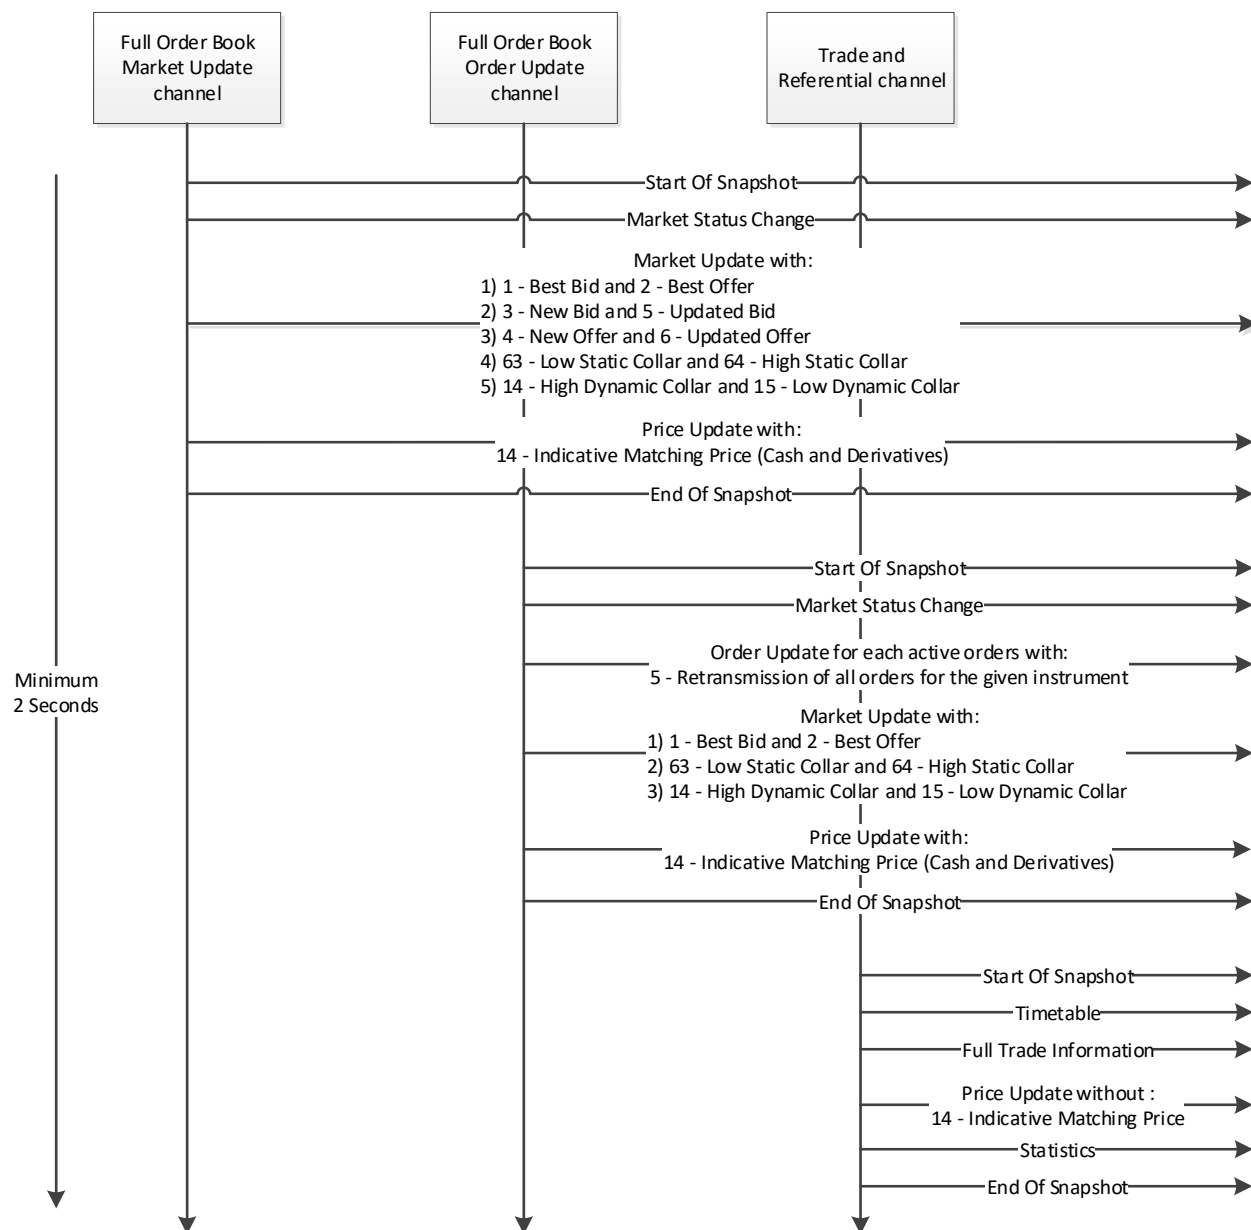 Full Order Book
Market Update
channel
Full Order Book
Order Update
channel
Trade and
Referential channel
Start Of Snapshot
Market Status Change
Market Update with:
1) 1 - Best Bid and 2 - Best Offer
2) 3 - New Bid and 5 - Updated Bid
3) 4 - New Offer and 6 - Updated Offer
4) 63 - Low Static Collar and 64 - High Static Collar
5) 14 - High Dynamic Collar and 15 - Low Dynamic Collar
Price Update with:
14 - Indicative Matching Price (Cash and Derivatives)
End Of Snapshot
Start Of Snapshot
Market Status Change
Order Update for each active orders with:
5 - Retransmission of all orders for the given instrument
Minimum
2 Seconds
Market Update with:
1) 1 - Best Bid and 2 - Best Offer
2) 63 - Low Static Collar and 64 - High Static Collar
3) 14 - High Dynamic Collar and 15 - Low Dynamic Collar
Price Update with:
14 - Indicative Matching Price (Cash and Derivatives)
End Of Snapshot
Start Of Snapshot
Timetable
Full Trade Information
Price Update without :
14 - Indicative Matching Price
Statistics
End Of Snapshot